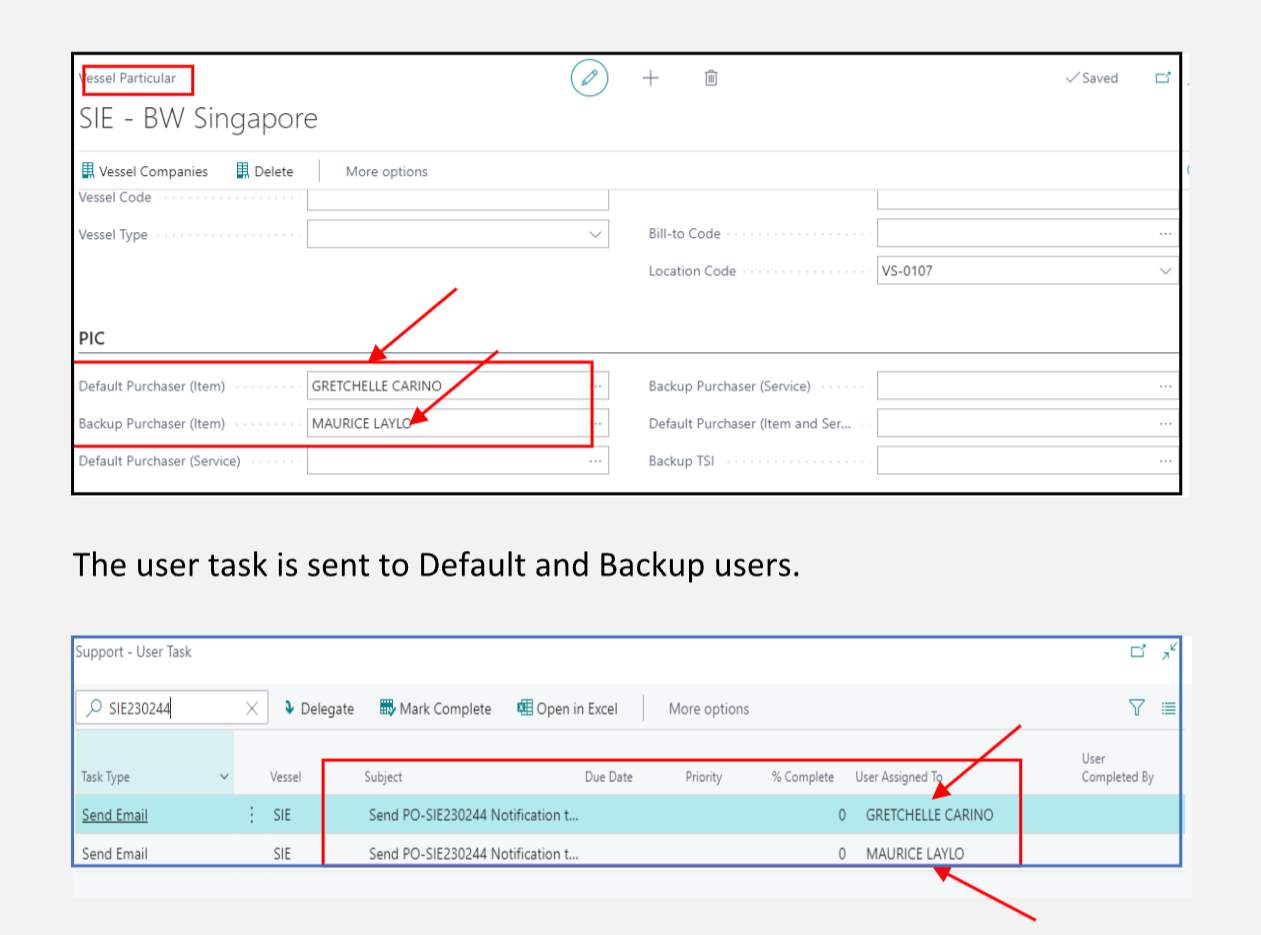 Vessel Particular
Saved
SIE - BW Singapore
Vessel Companies Delete More options
Vessel Code
Vessel Type Bill-to Code
Location Code VS-0107
PIC
Default Purchaser (Item) GRETCHELLE CARINO Backup Purchaser (Service)
Backup Purchaser (Item) MAURICE LAYLO Default Purchaser (Item and Ser...
Default Purchaser (Service) Backup TSI
The user task is sent to Default and Backup users.
Support - User Task
SIE230244 Delegate Mark Complete Open in Excel More options
Task Type Vessel Subject Due Date Priority % Complete User Assigned To User Completed By
Send Email SIE Send PO-SIE230244 Notification t... 0 GRETCHELLE CARINO
Send Email SIE Send PO-SIE230244 Notification t... 0 MAURICE LAYLO